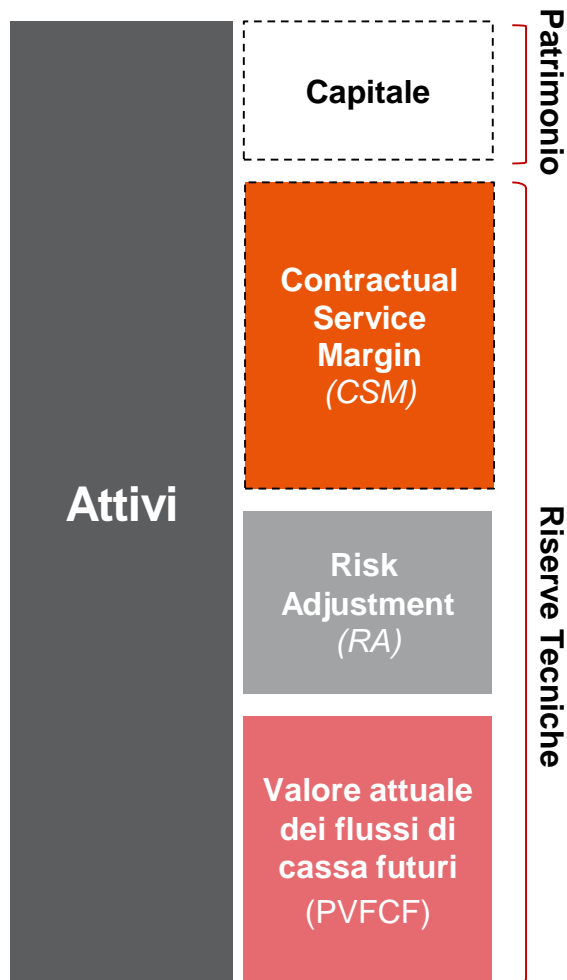 Attivi
Capitale
Patrimonio
Contractual
Service
Margin
(CSM)
Risk
Adjustment
(RA)
Valore attuale
dei flussi di
cassa futuri
(PVFCF)
Riserve Tecniche